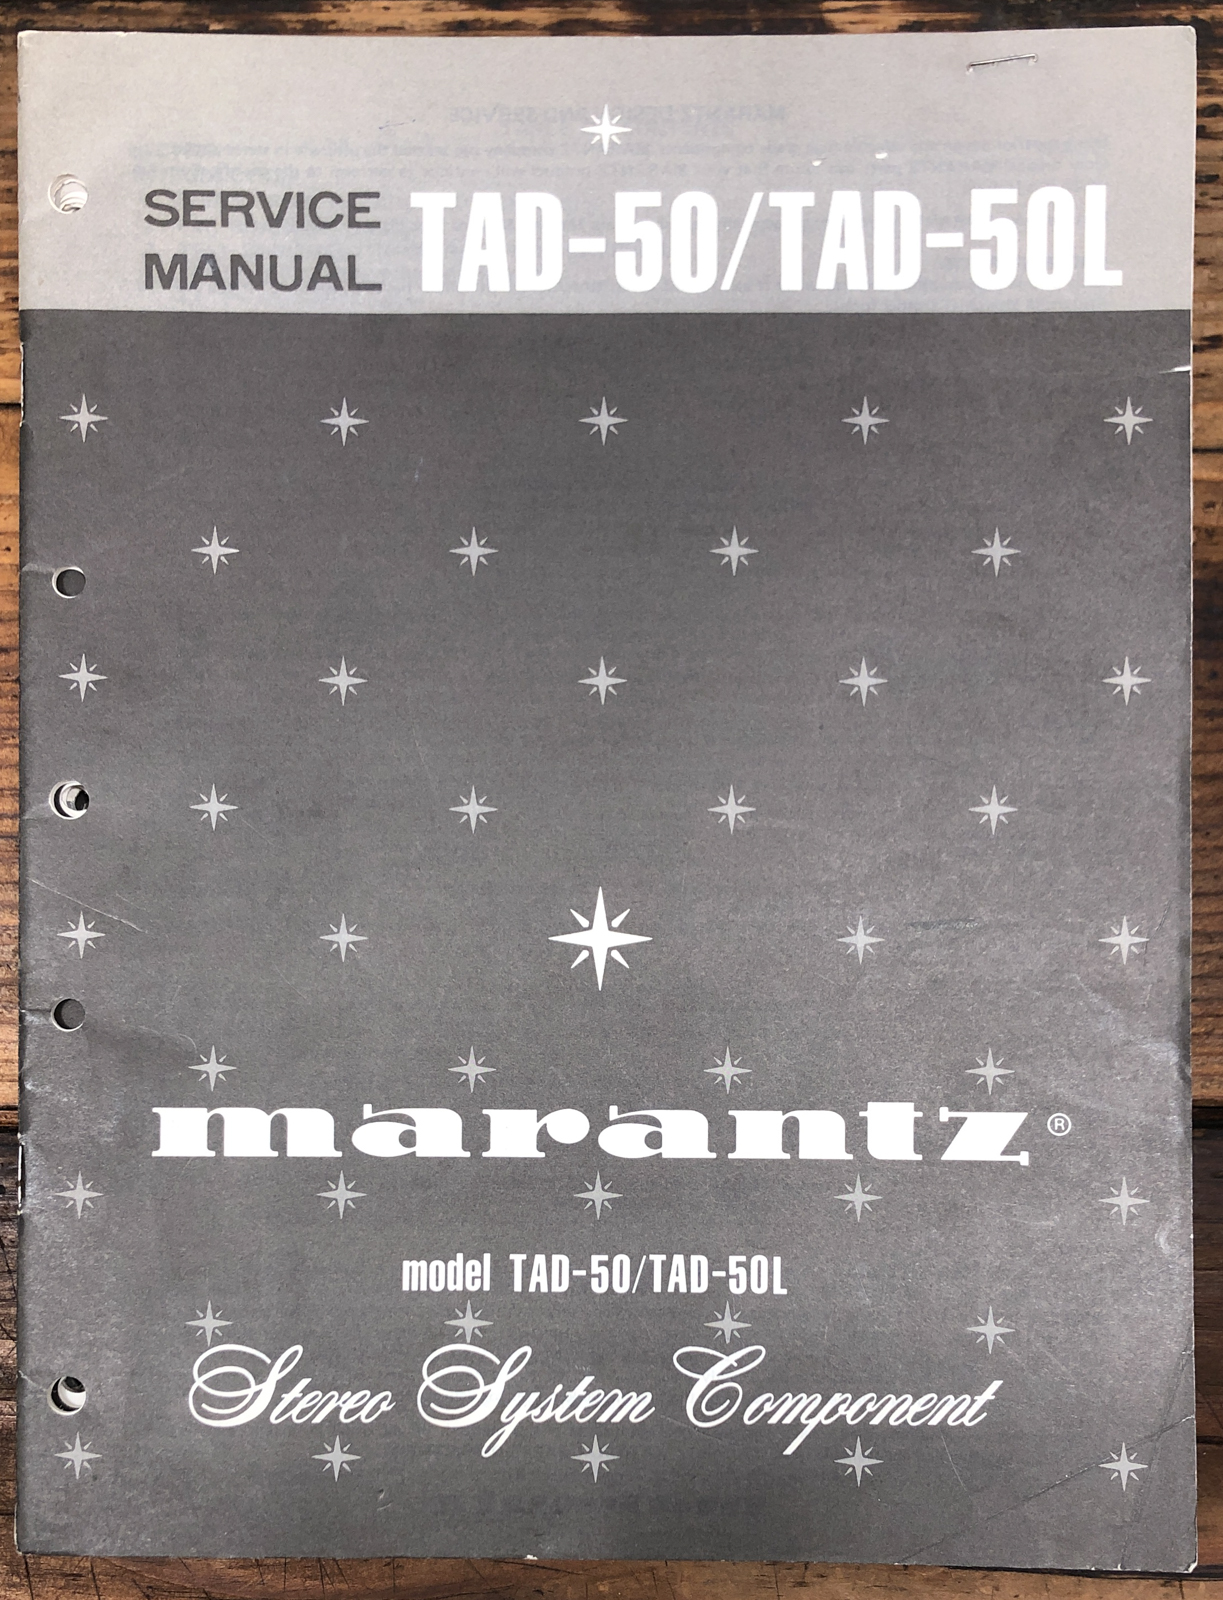 SERVICE
MANUAL
TAD-50/TAD-50L
marantz®
model TAD-50/TAD-50L
Stereo System Component